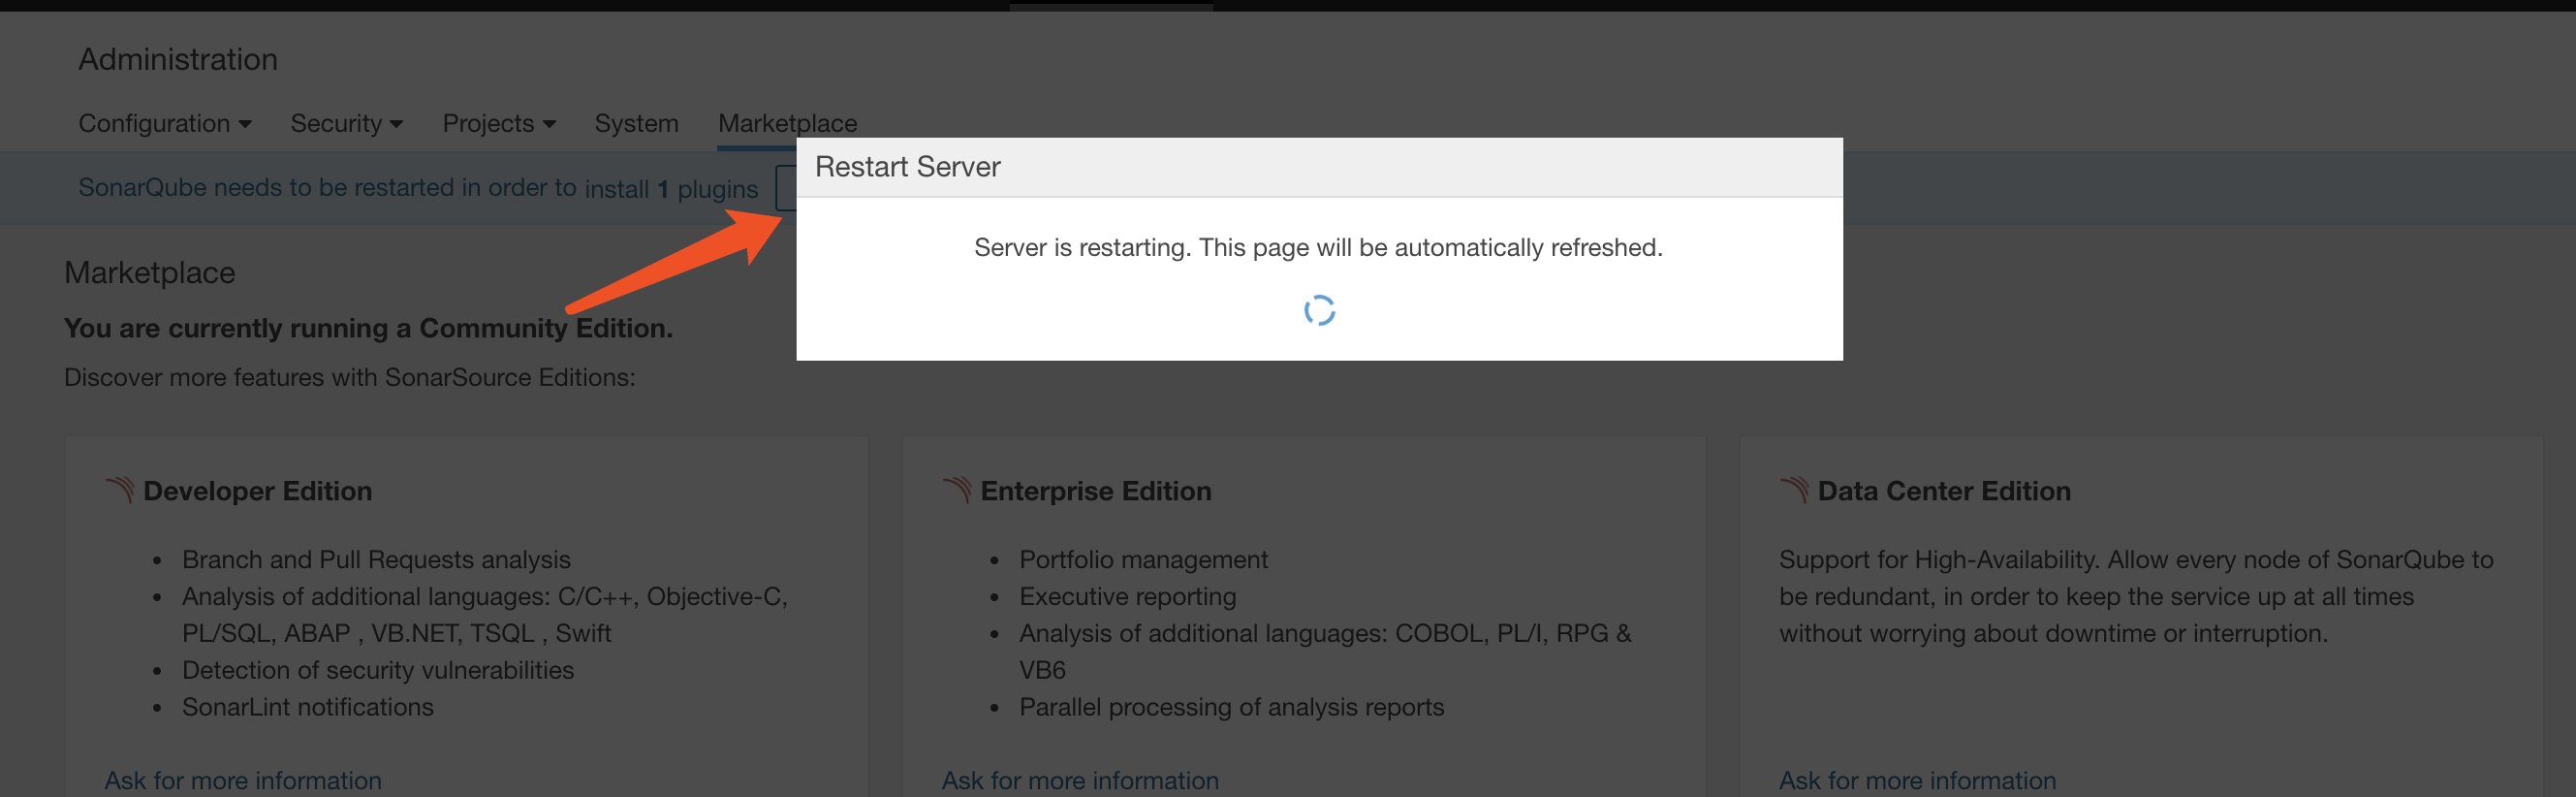 Administration
Configuration Security Projects System Marketplace
SonarQube needs to be restarted in order to install 1 plugins
Restart Server
Server is restarting. This page will be automatically refreshed.
Marketplace
You are currently running a Community Edition.
Discover more features with SonarSource Editions:
Developer Edition
Branch and Pull Requests analysis
Analysis of additional languages: C/C++, Objective-C,
PL/SQL, ABAP , VB.NET, TSQL , Swift
Detection of security vulnerabilities
SonarLint notifications
Ask for more information
Enterprise Edition
Portfolio management
Executive reporting
Analysis of additional languages: COBOL, PL/I, RPG &
VB6
Parallel processing of analysis reports
Ask for more information
Data Center Edition
Support for High-Availability. Allow every node of SonarQube to
be redundant, in order to keep the service up at all times
without worrying about downtime or interruption.
Ask for more information